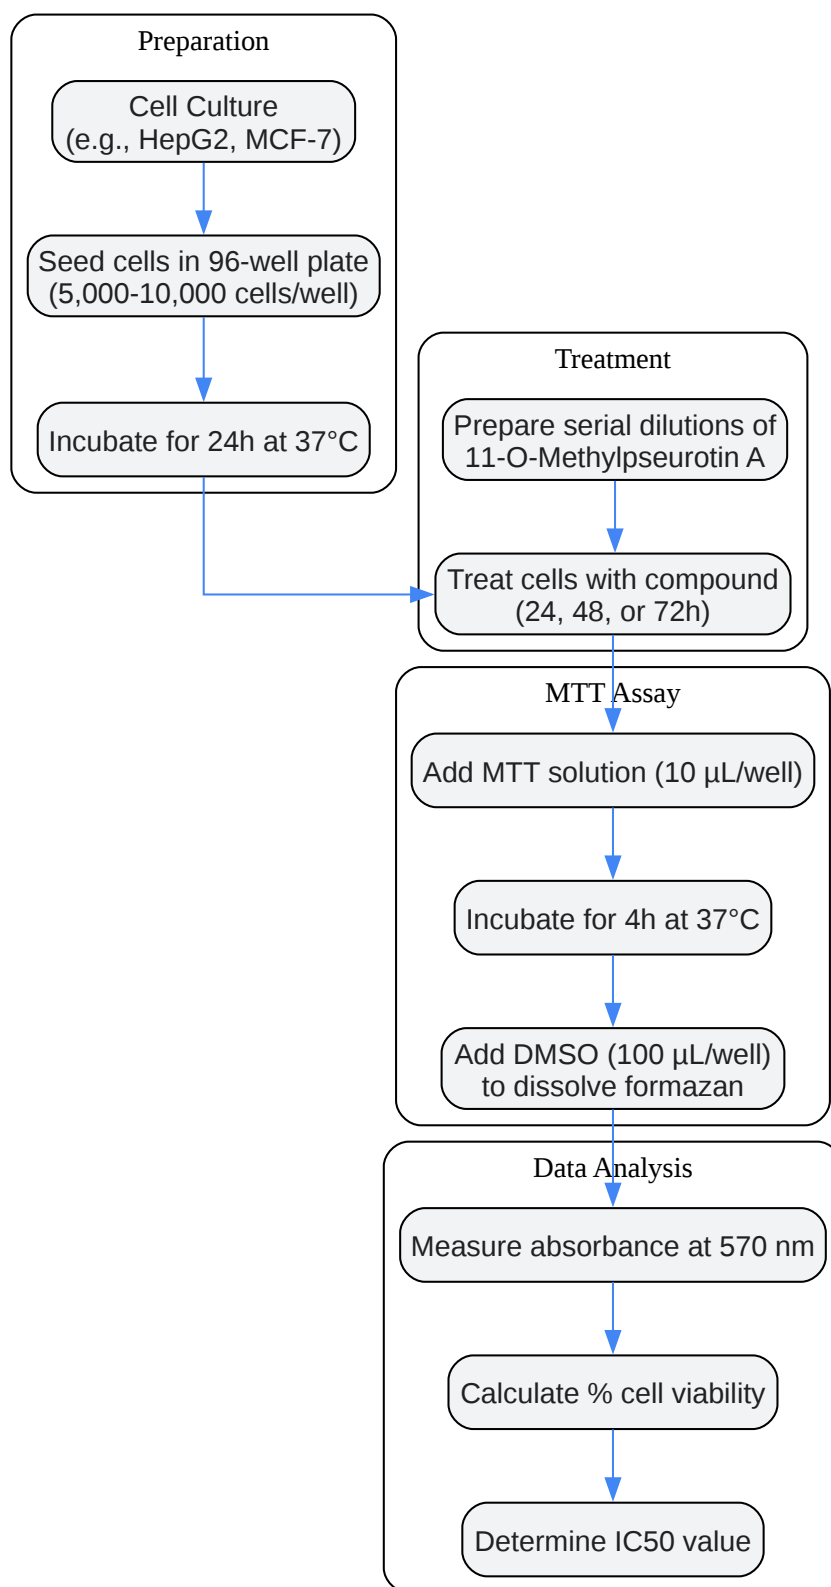 Preparation
Cell Culture
(e.g., HepG2, MCF-7)
Seed cells in 96-well plate
(5,000-10,000 cells/well)
Incubate for 24h at 37°C
Treatment
Prepare serial dilutions of
11-O-Methylpseurotin A
Treat cells with compound
(24, 48, or 72h)
MTT Assay
Add MTT solution (10 µL/well)
Incubate for 4h at 37°C
Add DMSO (100 µL/well)
to dissolve formazan
Data Analysis
Measure absorbance at 570 nm
Calculate % cell viability
Determine IC50 value